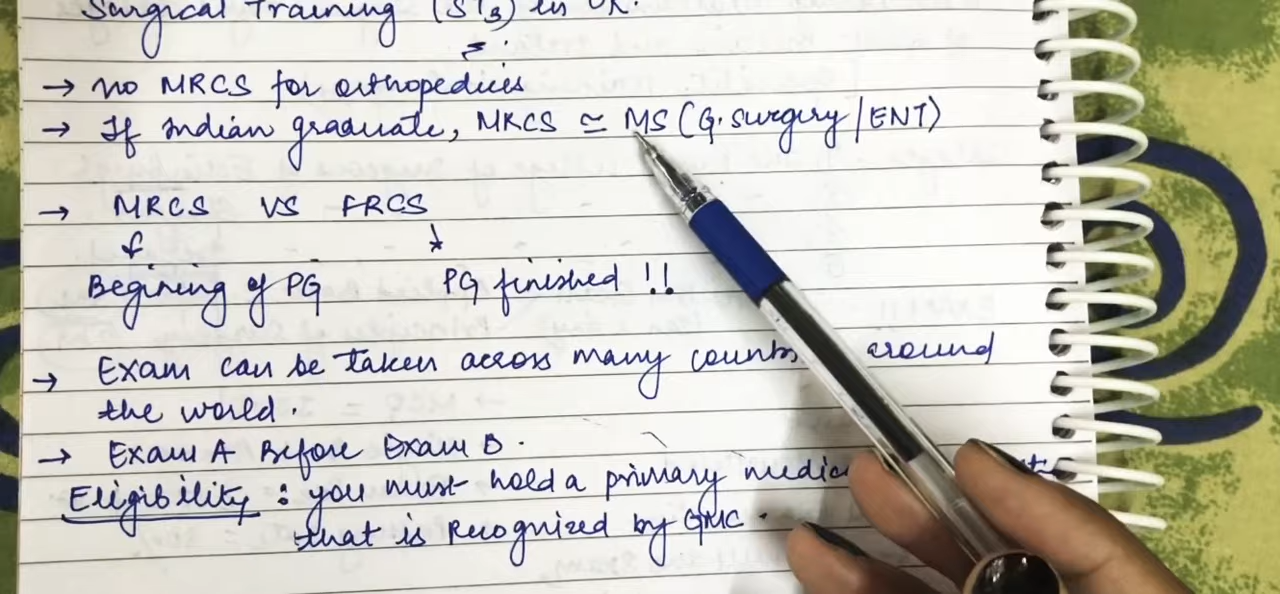 Surgical Training (ST3) in UK.
→ no MRCS for orthopedics
→ If Indian graduate, MRCS ≃ MS (G. surgery / ENT)
→ MRCS VS FRCS
Begining of PG PG finished !!
→ Exam can be taken across many around
the world.
→ Exam A Before Exam B.
Eligibility : you must hold a primary
that is Recognized by GMC.